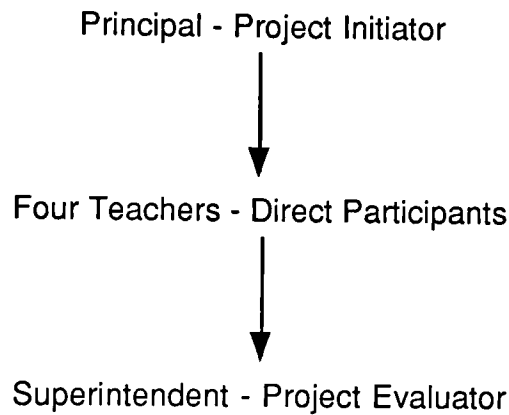 Principal - Project Initiator
Four Teachers - Direct Participants
Superintendent - Project Evaluator